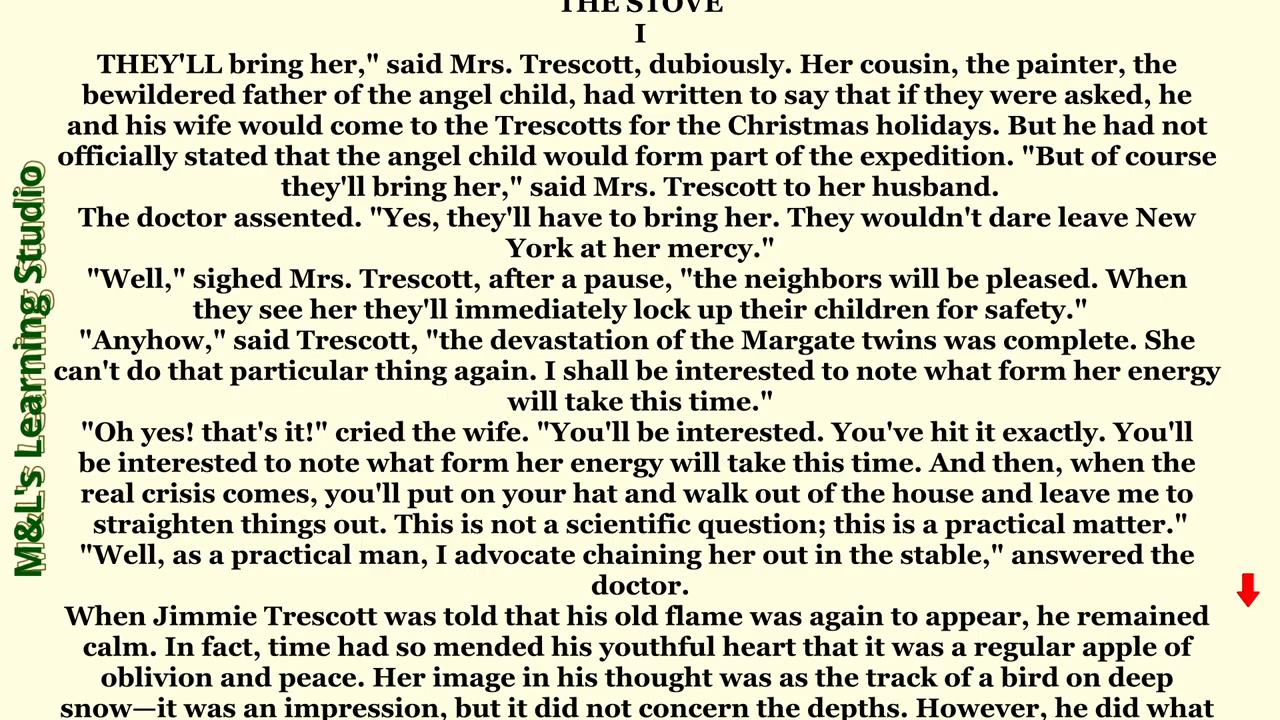 THE STOVE
I
THEY'LL bring her," said Mrs. Trescott, dubiously. Her cousin, the painter, the
bewildered father of the angel child, had written to say that if they were asked, he
and his wife would come to the Trescotts for the Christmas holidays. But he had not
officially stated that the angel child would form part of the expedition. "But of course
they'll bring her," said Mrs. Trescott to her husband.
The doctor assented. "Yes, they'll have to bring her. They wouldn't dare leave New
York at her mercy."
"Well," sighed Mrs. Trescott, after a pause, "the neighbors will be pleased. When
they see her they'll immediately lock up their children for safety."
"Anyhow," said Trescott, "the devastation of the Margate twins was complete. She
can't do that particular thing again. I shall be interested to note what form her energy
will take this time."
"Oh yes! that's it!" cried the wife. "You'll be interested. You've hit it exactly. You'll
be interested to note what form her energy will take this time. And then, when the
real crisis comes, you'll put on your hat and walk out of the house and leave me to
straighten things out. This is not a scientific question; this is a practical matter."
"Well, as a practical man, I advocate chaining her out in the stable," answered the
doctor.
When Jimmie Trescott was told that his old flame was again to appear, he remained
calm. In fact, time had so mended his youthful heart that it was a regular apple of
oblivion and peace. Her image in his thought was as the track of a bird on deep
snow—it was an impression, but it did not concern the depths. However, he did what
M&L's Learning Studio